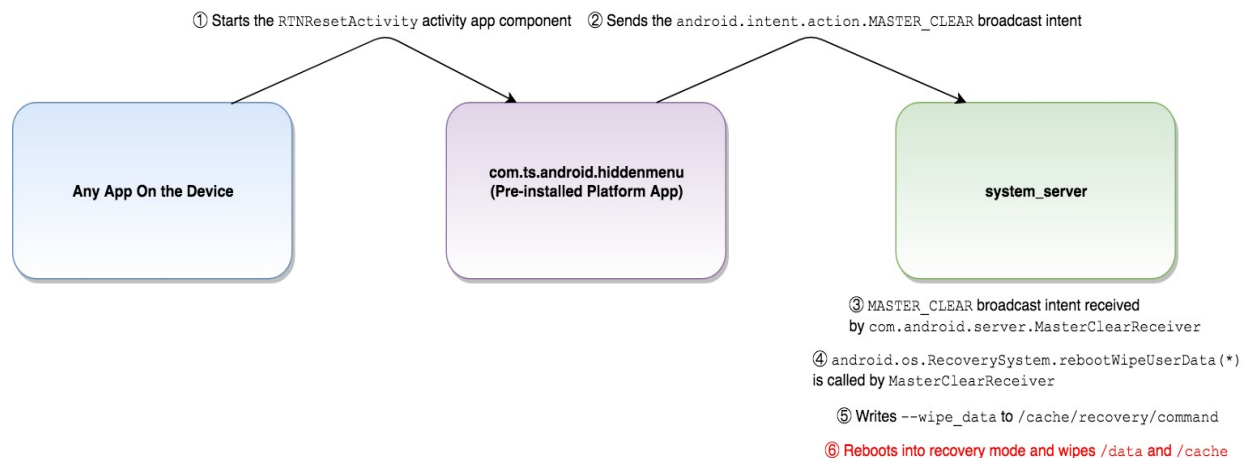 ① Starts the RTNResetActivity activity app component
② Sends the android.intent.action.MASTER_CLEAR broadcast intent
Any App On the Device
com.ts.android.hiddenmenu
(Pre-installed Platform App)
system_server
③ MASTER_CLEAR broadcast intent received
by com.android.server.MasterClearReceiver
④ android.os.RecoverySystem.rebootWipeUserData(*)
is called by MasterClearReceiver
⑤ Writes --wipe_data to /cache/recovery/command
⑥ Reboots into recovery mode and wipes /data and /cache